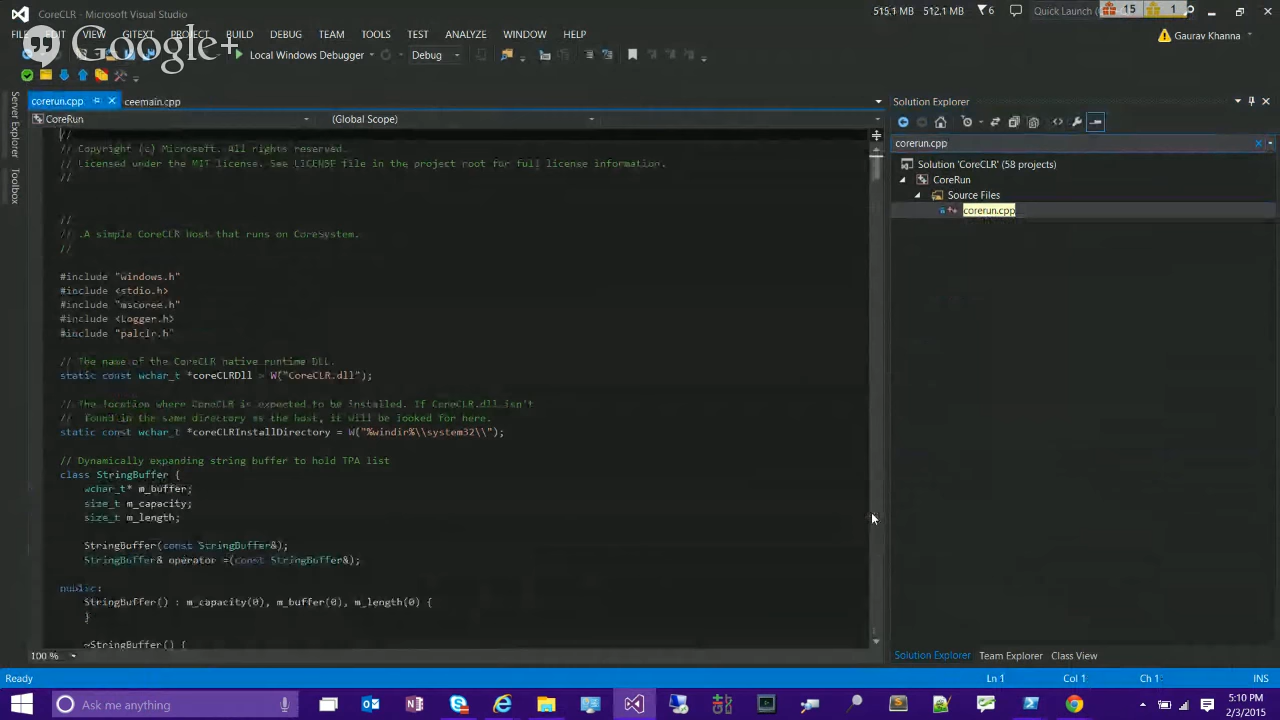 CoreCLR - Microsoft Visual Studio
515.1 MB 512.1 MB 6 Quick Launch 15 1
FILE EDIT VIEW GITEXT PROJECT BUILD DEBUG TEAM TOOLS TEST ANALYZE WINDOW HELP Gaurav Khanna
Google+
Local Windows Debugger Debug
corerun.cpp ceemain.cpp
CoreRun (Global Scope)
//
// Copyright (c) Microsoft. All rights reserved.
// Licensed under the MIT license. See LICENSE file in the project root for full license information.
//
//
// .A simple CoreCLR host that runs on CoreSystem.
//
#include "windows.h"
#include <stdio.h>
#include "mscoree.h"
#include <Logger.h>
#include "palclr.h"
// The name of the CoreCLR native runtime DLL.
static const wchar_t *coreCLRDll = W("CoreCLR.dll");
// The location where CoreCLR is expected to be installed. If CoreCLR.dll isn't
// found in the same directory as the host, it will be looked for here.
static const wchar_t *coreCLRInstallDirectory = W("%windir%\\system32\\");
// Dynamically expanding string buffer to hold TPA list
class StringBuffer {
wchar_t* m_buffer;
size_t m_capacity;
size_t m_length;
StringBuffer(const StringBuffer&);
StringBuffer& operator =(const StringBuffer&);
public:
StringBuffer() : m_capacity(0), m_buffer(0), m_length(0) {
}
~StringBuffer() {
100 %
Server Explorer
Toolbox
Solution Explorer
corerun.cpp
Solution 'CoreCLR' (58 projects)
CoreRun
Source Files
corerun.cpp
Solution Explorer Team Explorer Class View
Ready Ln 1 Col 1 Ch 1 INS
Ask me anything
5:10 PM
2/3/2015